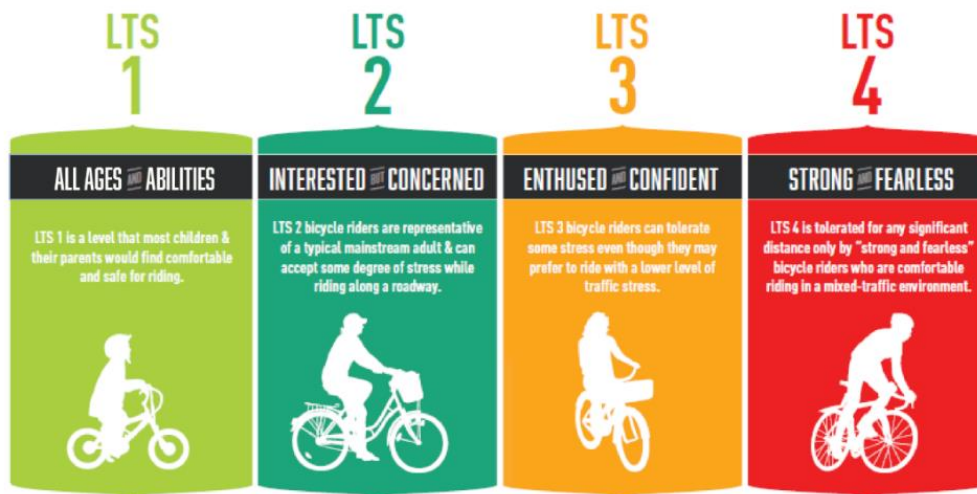 LTS
1
ALL AGES AND ABILITIES
LTS 1 is a level that most children &
their parents would find comfortable
and safe for riding.
LTS
2
INTERESTED BUT CONCERNED
LTS 2 bicycle riders are representative
of a typical mainstream adult & can
accept some degree of stress while
riding along a roadway.
LTS
3
ENTHUSED AND CONFIDENT
LTS 3 bicycle riders can tolerate
some stress even though they may
prefer to ride with a lower level of
traffic stress.
LTS
4
STRONG AND FEARLESS
LTS 4 is tolerated for any significant
distance only by "strong and fearless"
bicycle riders who are comfortable
riding in a mixed-traffic environment.